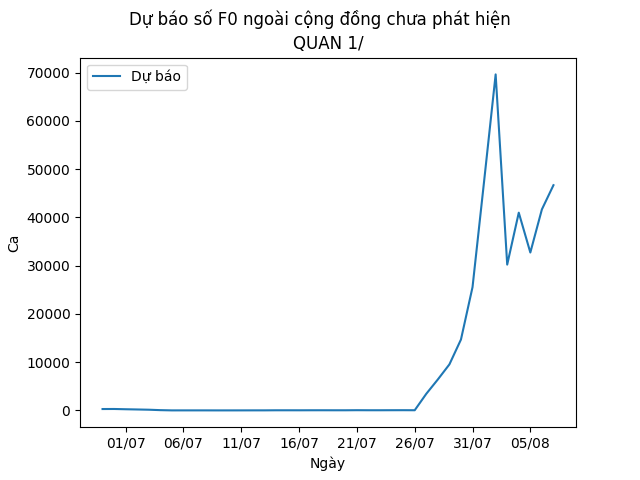 Dự báo số F0 ngoài cộng đồng chưa phát hiện
QUAN 1/
Dự báo
70000
60000
50000
40000
30000
20000
10000
0
Ca
01/07 06/07 11/07 16/07 21/07 26/07 31/07 05/08
Ngày